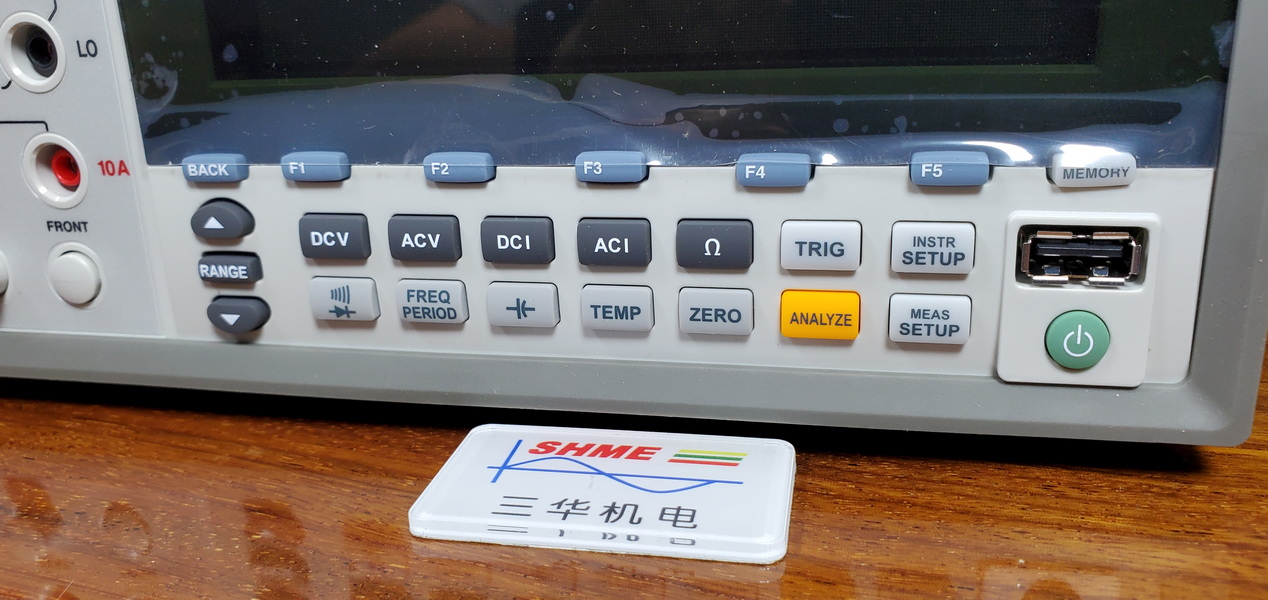 LO
10A
FRONT
BACK
F1
F2
F3
F4
F5
MEMORY
RANGE
DCV
ACV
DCI
ACI
Ω
TRIG
INSTR
SETUP
FREQ
PERIOD
TEMP
ZERO
ANALYZE
MEAS
SETUP
SHME
三华机电